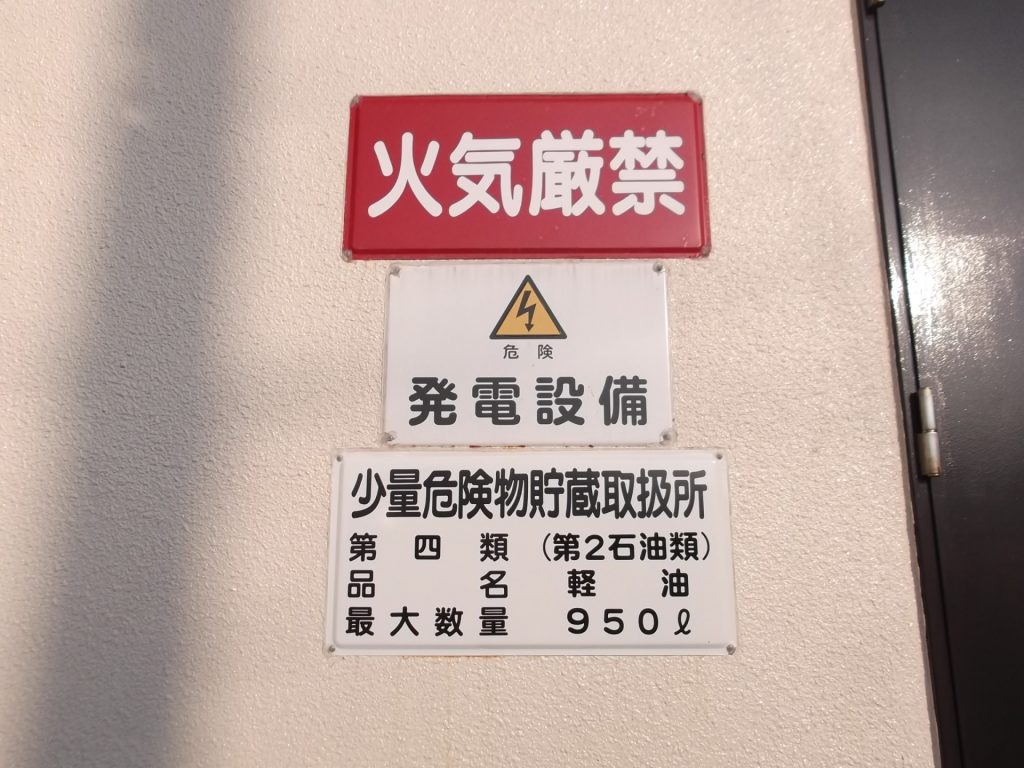 火気厳禁
危険
発電設備
少量危険物貯蔵取扱所
第四類（第2石油類）
品名 軽油
最大数量 950ℓ